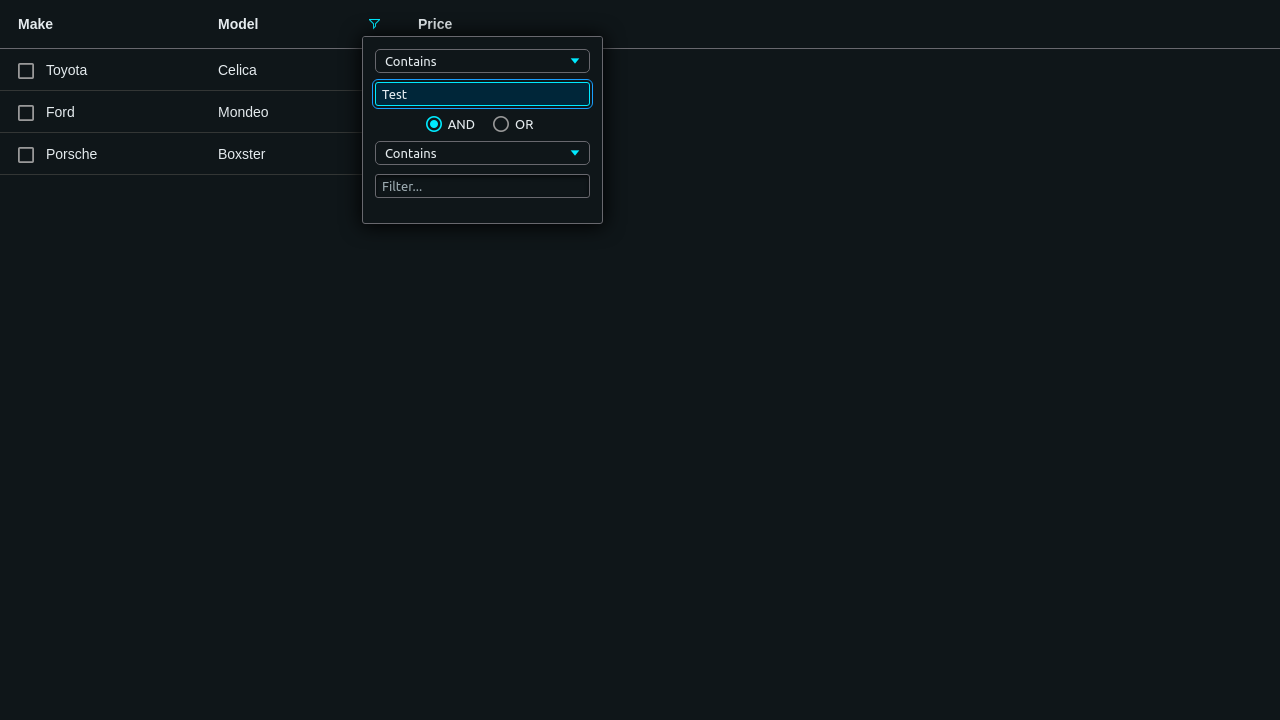 Make Model Price
Toyota Celica
Ford Mondeo
Porsche Boxster
Contains
Test
AND OR
Contains
Filter...